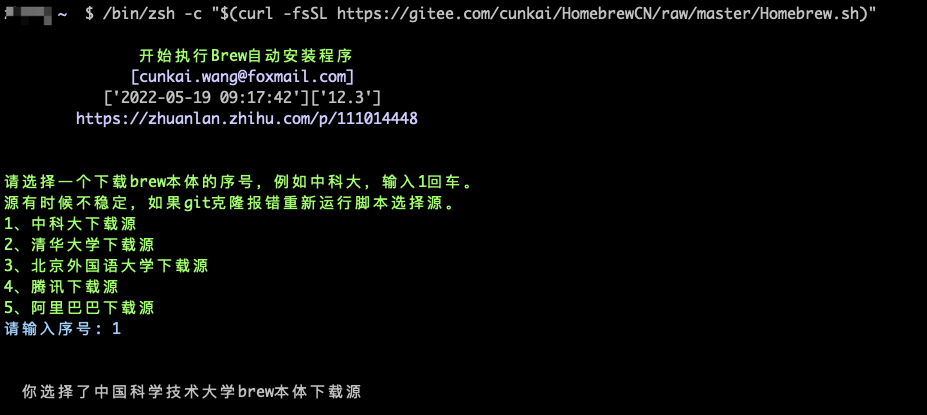 ~ $ /bin/zsh -c "$(curl -fsSL https://gitee.com/cunkai/HomebrewCN/raw/master/Homebrew.sh)"
开始执行Brew自动安装程序
[cunkai.wang@foxmail.com]
['2022-05-19 09:17:42']['12.3']
https://zhuanlan.zhihu.com/p/111014448
请选择一个下载brew本体的序号，例如中科大，输入1回车。
源有时候不稳定，如果git克隆报错重新运行脚本选择源。
1、中科大下载源
2、清华大学下载源
3、北京外国语大学下载源
4、腾讯下载源
5、阿里巴巴下载源
请输入序号: 1
你选择了中国科学技术大学brew本体下载源